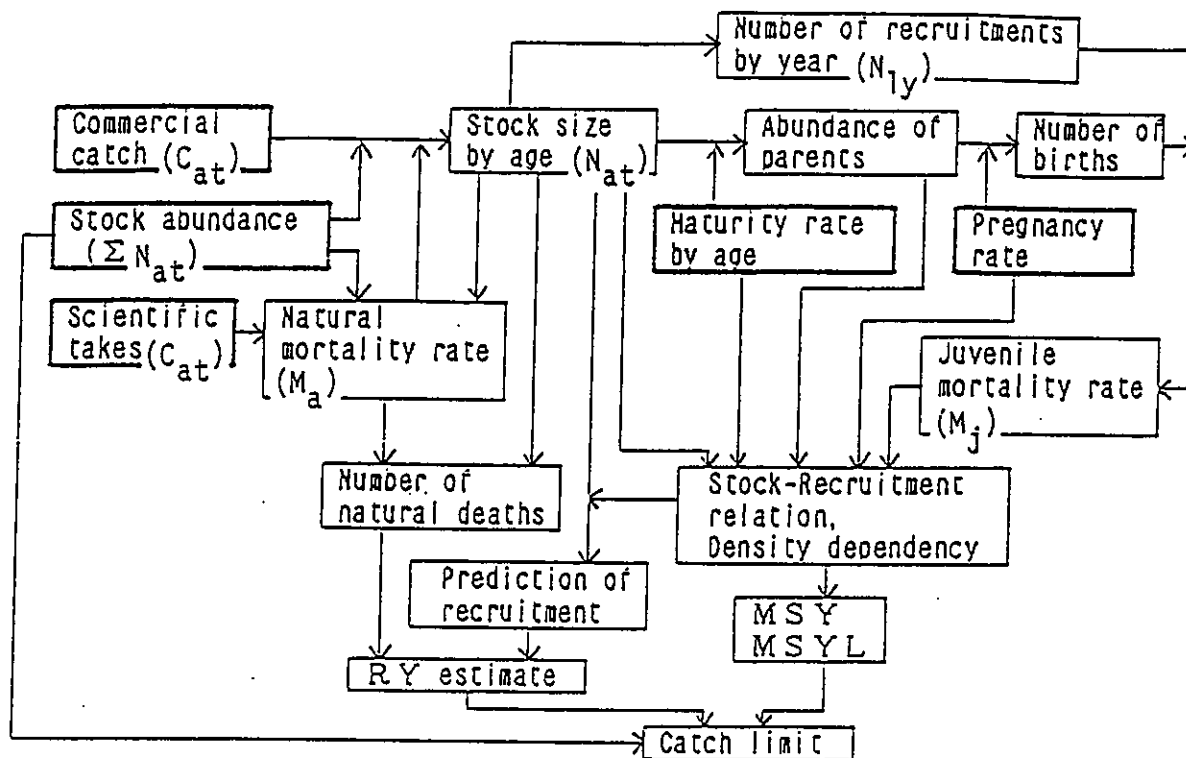 Number of recruitments
by year (N1y)
Commercial
catch (Cat)
Stock size
by age (Nat)
Abundance of
parents
Number of
births
Stock abundance
(Σ Nat)
Maturity rate
by age
Pregnancy
rate
Scientific
takes (Cat)
Natural
mortality rate
(Ma)
Juvenile
mortality rate
(Mj)
Number of
natural deaths
Stock-Recruitment
relation,
Density dependency
Prediction of
recruitment
MSY
MSYL
RY estimate
Catch limit